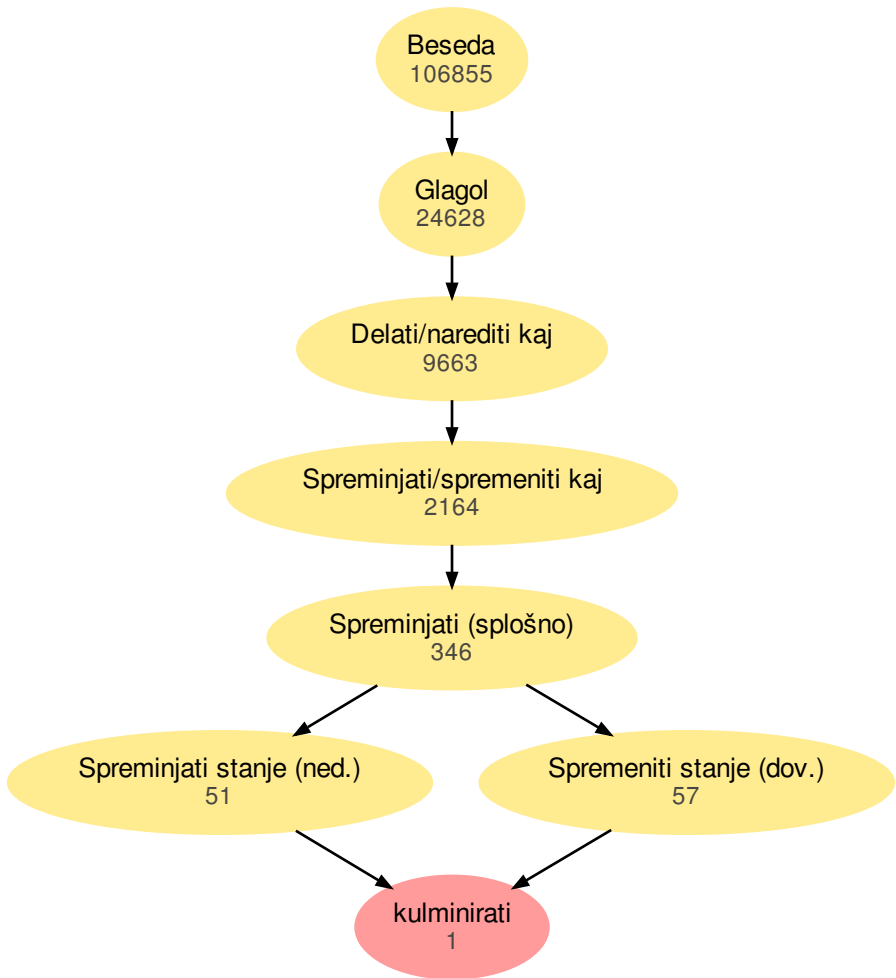 Beseda
106855
Glagol
24628
Delati/narediti kaj
9663
Spreminjati/spremeniti kaj
2164
Spreminjati (splošno)
346
Spreminjati stanje (ned.)
51
Spremeniti stanje (dov.)
57
kulminirati
1